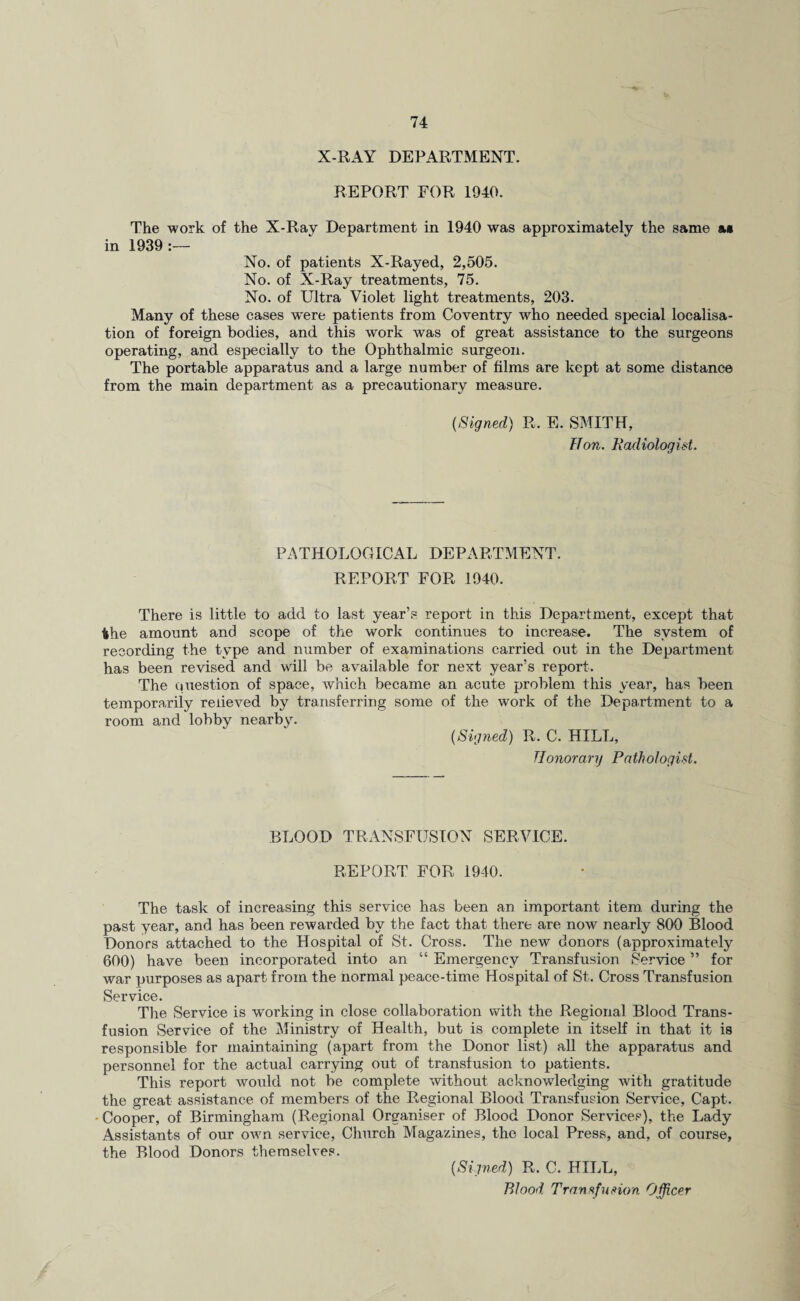 74
X-RAY DEPARTMENT.
REPORT FOR 1940.
The work of the X-Ray Department in 1940 was approximately the same as
in 1939 :—
No. of patients X-Rayed, 2,505.
No. of X-Ray treatments, 75.
No. of Ultra Violet light treatments, 203.
Many of these cases were patients from Coventry who needed special localisa-
tion of foreign bodies, and this work was of great assistance to the surgeons
operating, and especially to the Ophthalmic surgeon.
The portable apparatus and a large number of films are kept at some distance
from the main department as a precautionary measure.
(Signed) R. E. SMITH,
Hon. Radiologist.
PATHOLOGICAL DEPARTMENT.
REPORT FOR 1940.
There is little to add to last year's report in this Department, except that
the amount and scope of the work continues to increase. The system of
recording the type and number of examinations carried out in the Department
has been revised and will be available for next year's report.
The question of space, which became an acute problem this year, has been
temporarily relieved by transferring some of the work of the Department to a
room and lobby nearby.
(Signed) R. C. HILL,
Honorary Pathologist.
BLOOD TRANSFUSION SERVICE.
REPORT FOR 1940.
The task of increasing this service has been an important item during the
past year, and has been rewarded by the fact that there are now nearly 800 Blood
Donors attached to the Hospital of St. Cross. The new donors (approximately
600) have been incorporated into an “ Emergency Transfusion Service ” for
war purposes as apart from the normal peace-time Hospital of St. Cross Transfusion
Service.
The Service is working in close collaboration with the Regional Blood Trans-
fusion Service of the Ministry of Health, but is complete in itself in that it is
responsible for maintaining (apart from the Donor list) all the apparatus and
personnel for the actual carrying out of transfusion to patients.
This report would not be complete without acknowledging with gratitude
the great assistance of members of the Regional Blood Transfusion Service, Capt.
Cooper, of Birmingham (Regional Organiser of Blood Donor Services), the Lady
Assistants of our own service, Church Magazines, the local Press, and, of course,
the Blood Donors themselves.
(Signed) R. C. HILL,
Blood Transfusion Officer